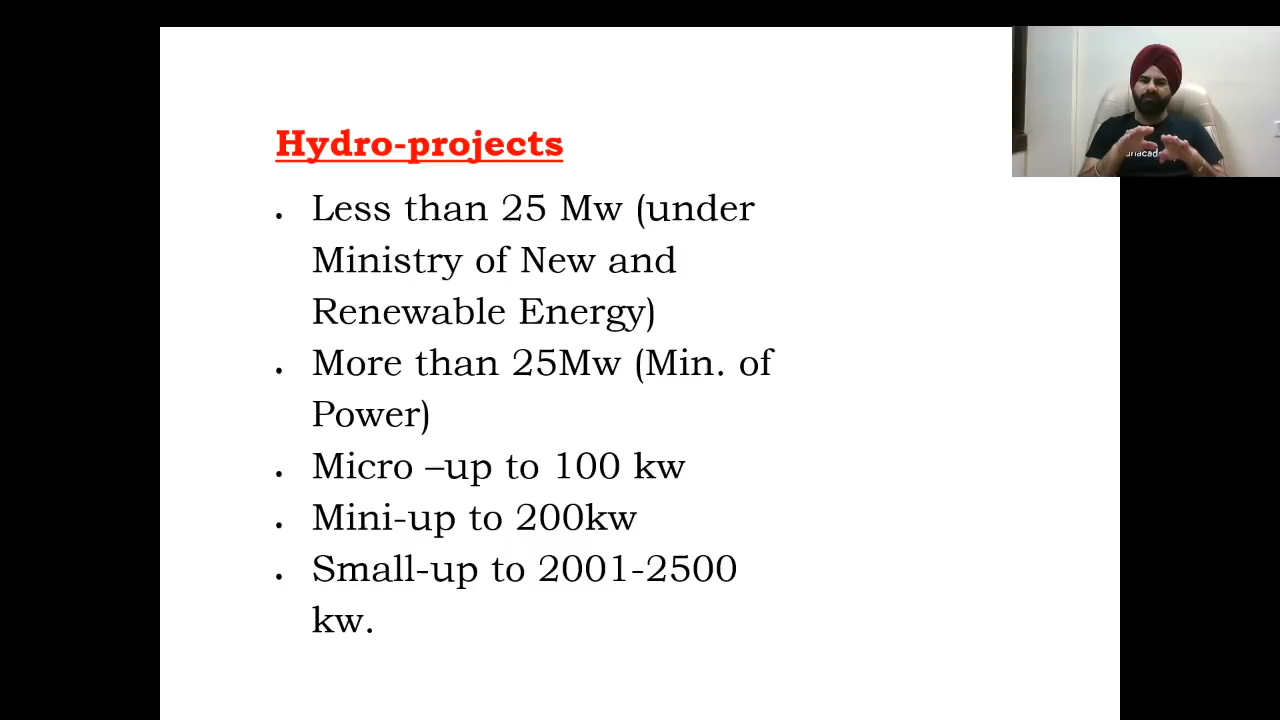 Hydro-projects
• Less than 25 Mw (under
Ministry of New and
Renewable Energy)
• More than 25Mw (Min. of
Power)
• Micro –up to 100 kw
• Mini-up to 200kw
• Small-up to 2001-2500
kw.